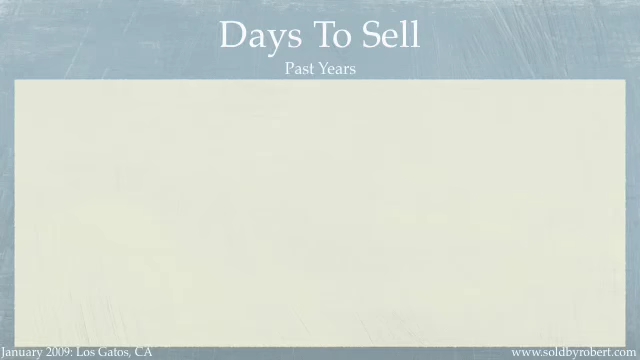 Days To Sell
Past Years
January 2009: Los Gatos, CA
www.soldbyrobert.com